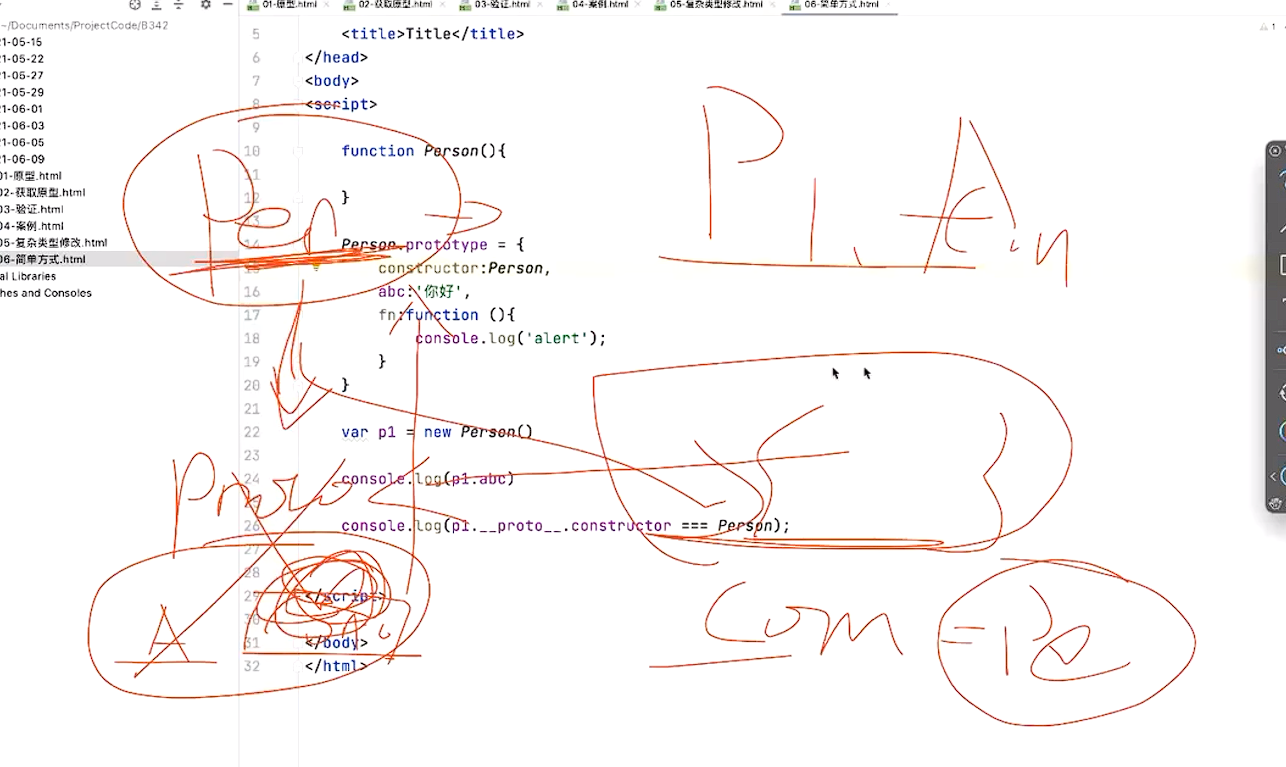 01-原型.html 02-获取原型.html 03-验证.html 04-案例.html 05-复杂类型修改.html 06-简单方式.html
~/Documents/ProjectCode/B342
21-05-15
21-05-22
21-05-27
21-05-29
21-06-01
21-06-03
21-06-05
21-06-09
01-原型.html
02-获取原型.html
03-验证.html
04-案例.html
05-复杂类型修改.html
06-简单方式.html
al Libraries
hes and Consoles
5 <title>Title</title>
6 </head>
7 <body>
8 <script>
9
10 function Person(){
11
12 }
13
14 Person.prototype = {
15 constructor:Person,
16 abc:'你好',
17 fn:function (){
18 console.log('alert');
19 }
20 }
21
22 var p1 = new Person()
23
24 console.log(p1.abc)
25
26 console.log(p1.__proto__.constructor === Person);
27
28
29 </script>
30
31 </body>
32 </html>
1
P1. A
Per
Proto
A
Com = Pe